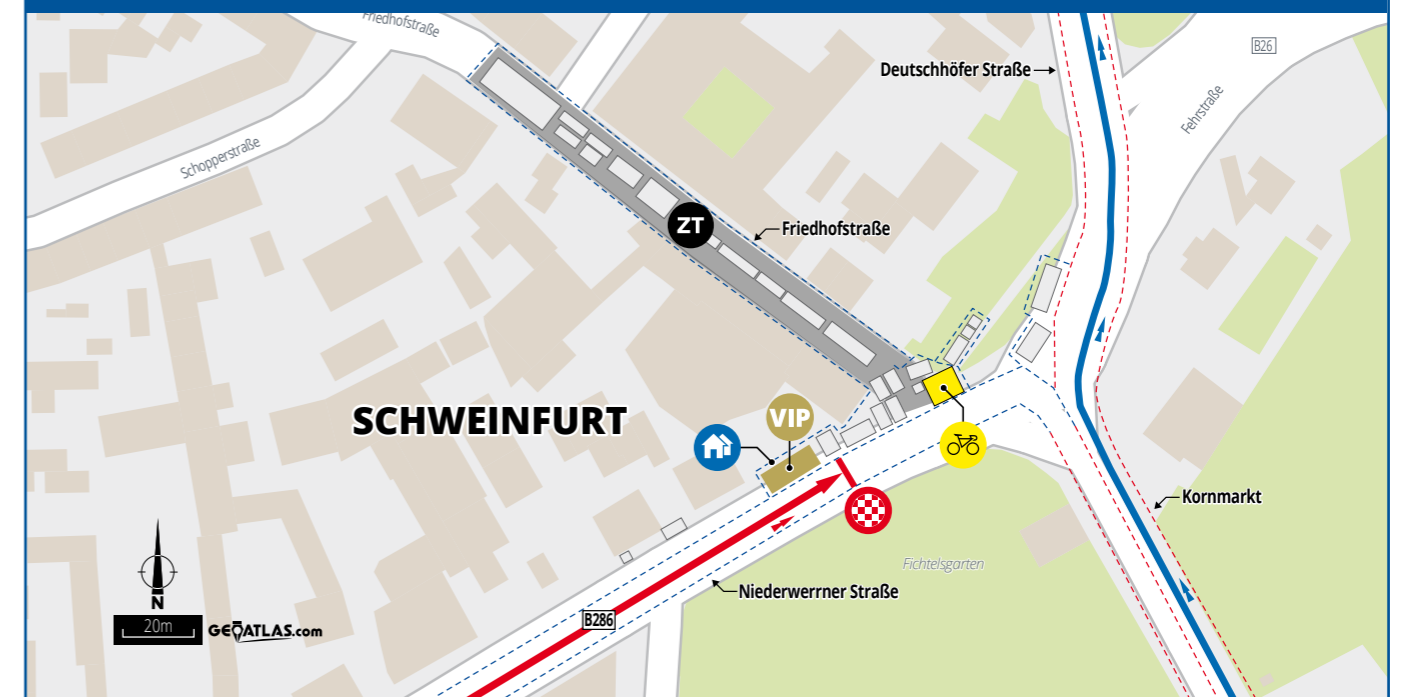 Friedhofstraße
B26
Deutschhöfer Straße
Fehrstraße
Schopperstraße
ZT
Friedhofstraße
SCHWEINFURT
VIP
Kornmarkt
Fichtelsgarten
Niederwerrner Straße
B286
N
20m
GEOATLAS.com